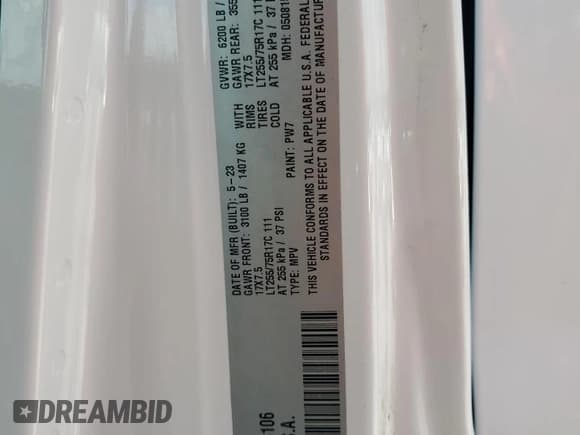 DATE OF MFR (BUILT): 5-23 GVWR: 6200 LB /
GAWR FRONT: 3100 LB / 1407 KG WITH GAWR REAR: 355
17X7.5 RIMS 17X7.5
LT255/75R17C 111 TIRES LT255/75R17C 111
AT 255 kPa / 37 PSI COLD AT 255 kPa / 37
TYPE: MPV PAINT: PW7 MDH: 05081
THIS VEHICLE CONFORMS TO ALL APPLICABLE U.S.A. FEDERAL
STANDARDS IN EFFECT ON THE DATE OF MANUFACTUR
106
.A.
DREAMBID